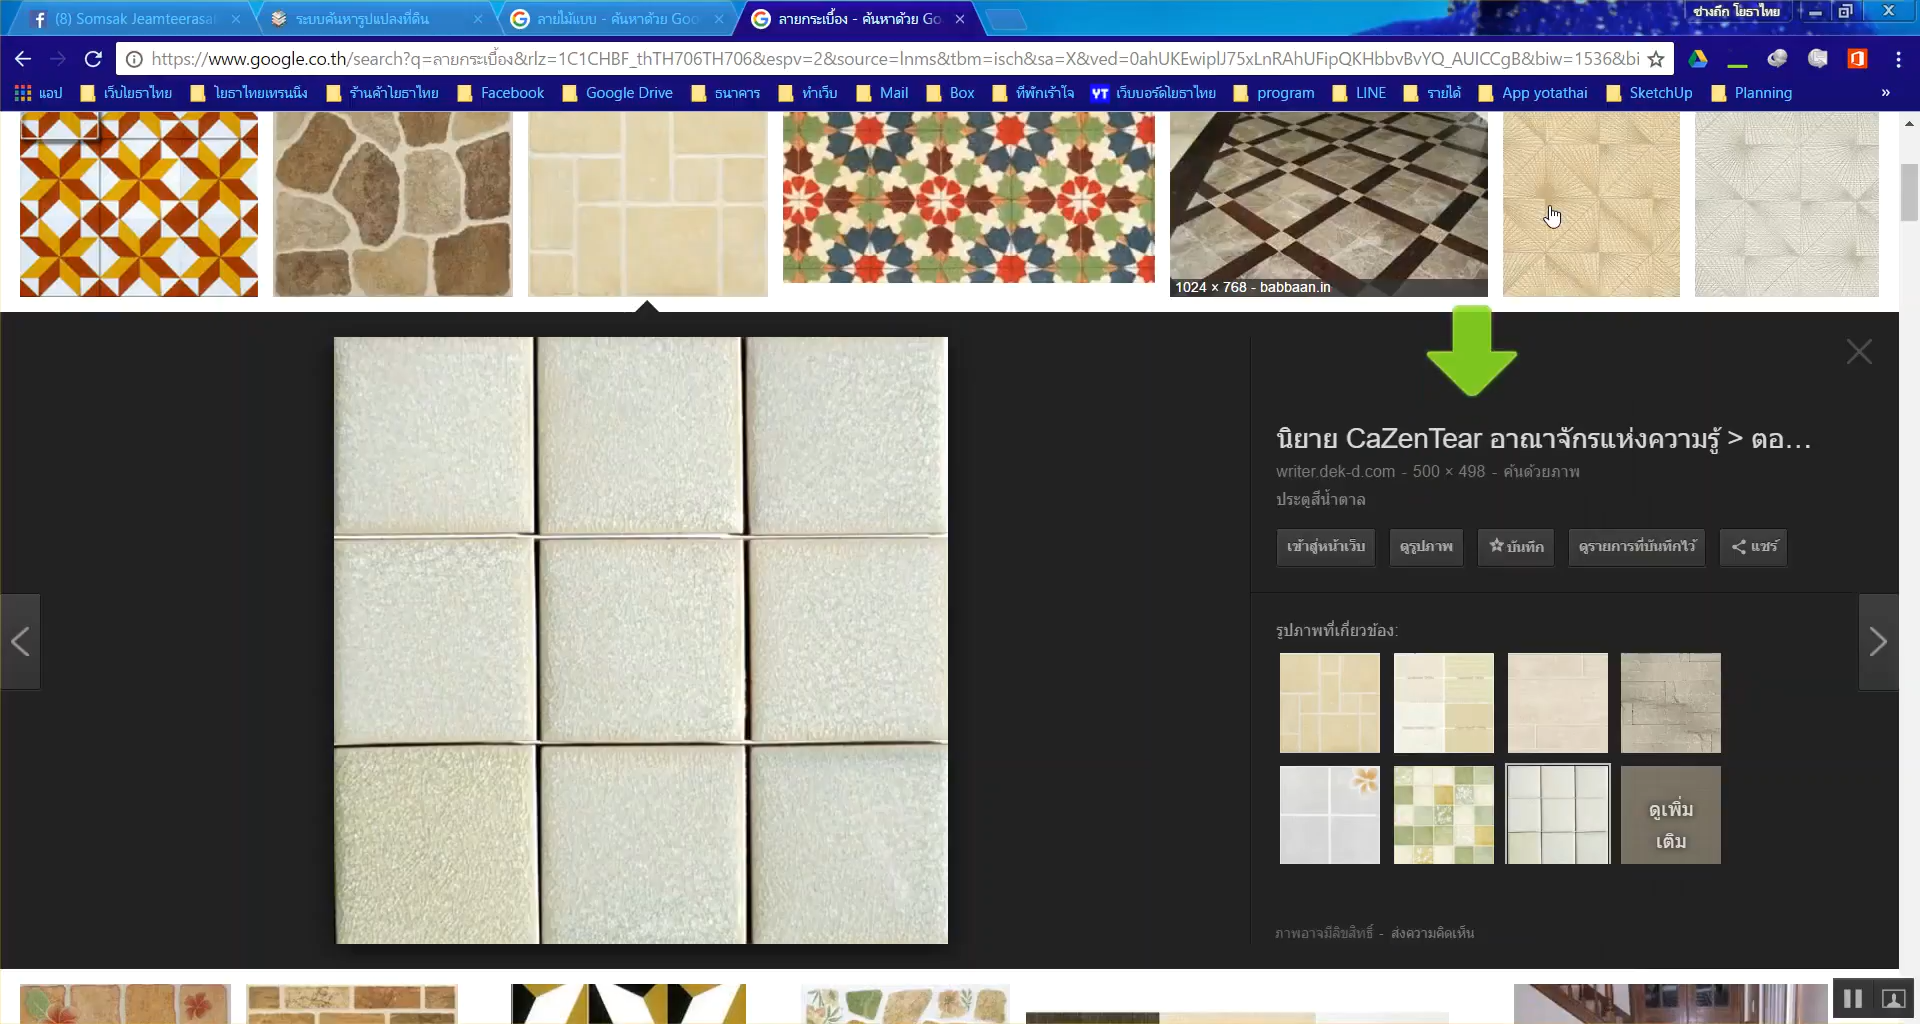 (8) Somsak Jeamteerasa
ระบบค้นหารูปแปลงที่ดิน
ลายไม้แบบ - ค้นหาด้วย Goo
ลายกระเบื้อง - ค้นหาด้วย Go
ช่างถึก โยธาไทย
https://www.google.co.th/search?q=ลายกระเบื้อง&rlz=1C1CHBF_thTH706TH706&espv=2&source=lnms&tbm=isch&sa=X&ved=0ahUKEwiplJ75xLnRAhUFipQKHbbvBvYQ_AUICCgB&biw=1536&bi
แอป เว็บโยธาไทย โยธาไทยเทรนนิ่ง ร้านค้าโยธาไทย Facebook Google Drive ธนาคาร ทำเว็บ Mail Box ที่พักเร้าใจ YT เว็บบอร์ดโยธาไทย program LINE รายได้ App yotathai SketchUp Planning »
1024 × 768 - babbaan.in
นิยาย CaZenTear อาณาจักรแห่งความรู้ > ตอ...
writer.dek-d.com - 500 × 498 - ค้นด้วยภาพ
ประตูสีน้ำตาล
เข้าสู่หน้าเว็บ ดูรูปภาพ บันทึก ดูรายการที่บันทึกไว้ แชร์
รูปภาพที่เกี่ยวข้อง:
ดูเพิ่ม
เติม
ภาพอาจมีลิขสิทธิ์ - ส่งความคิดเห็น